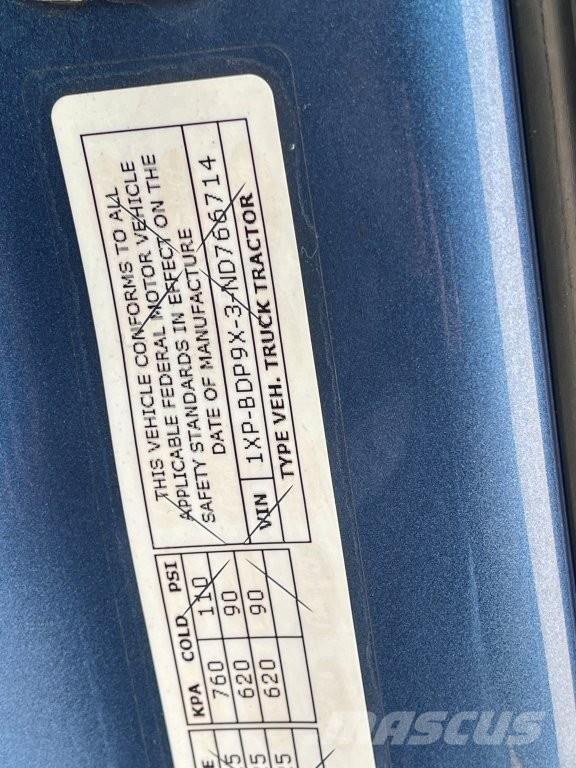 THIS VEHICLE CONFORMS TO ALL
APPLICABLE FEDERAL MOTOR VEHICLE
SAFETY STANDARDS IN EFFECT ON THE
DATE OF MANUFACTURE
VIN 1XP-BDP9X-3-ND766714
TYPE VEH. TRUCK TRACTOR
KPA COLD PSI
760 110
620 90
620 90
MASCUS